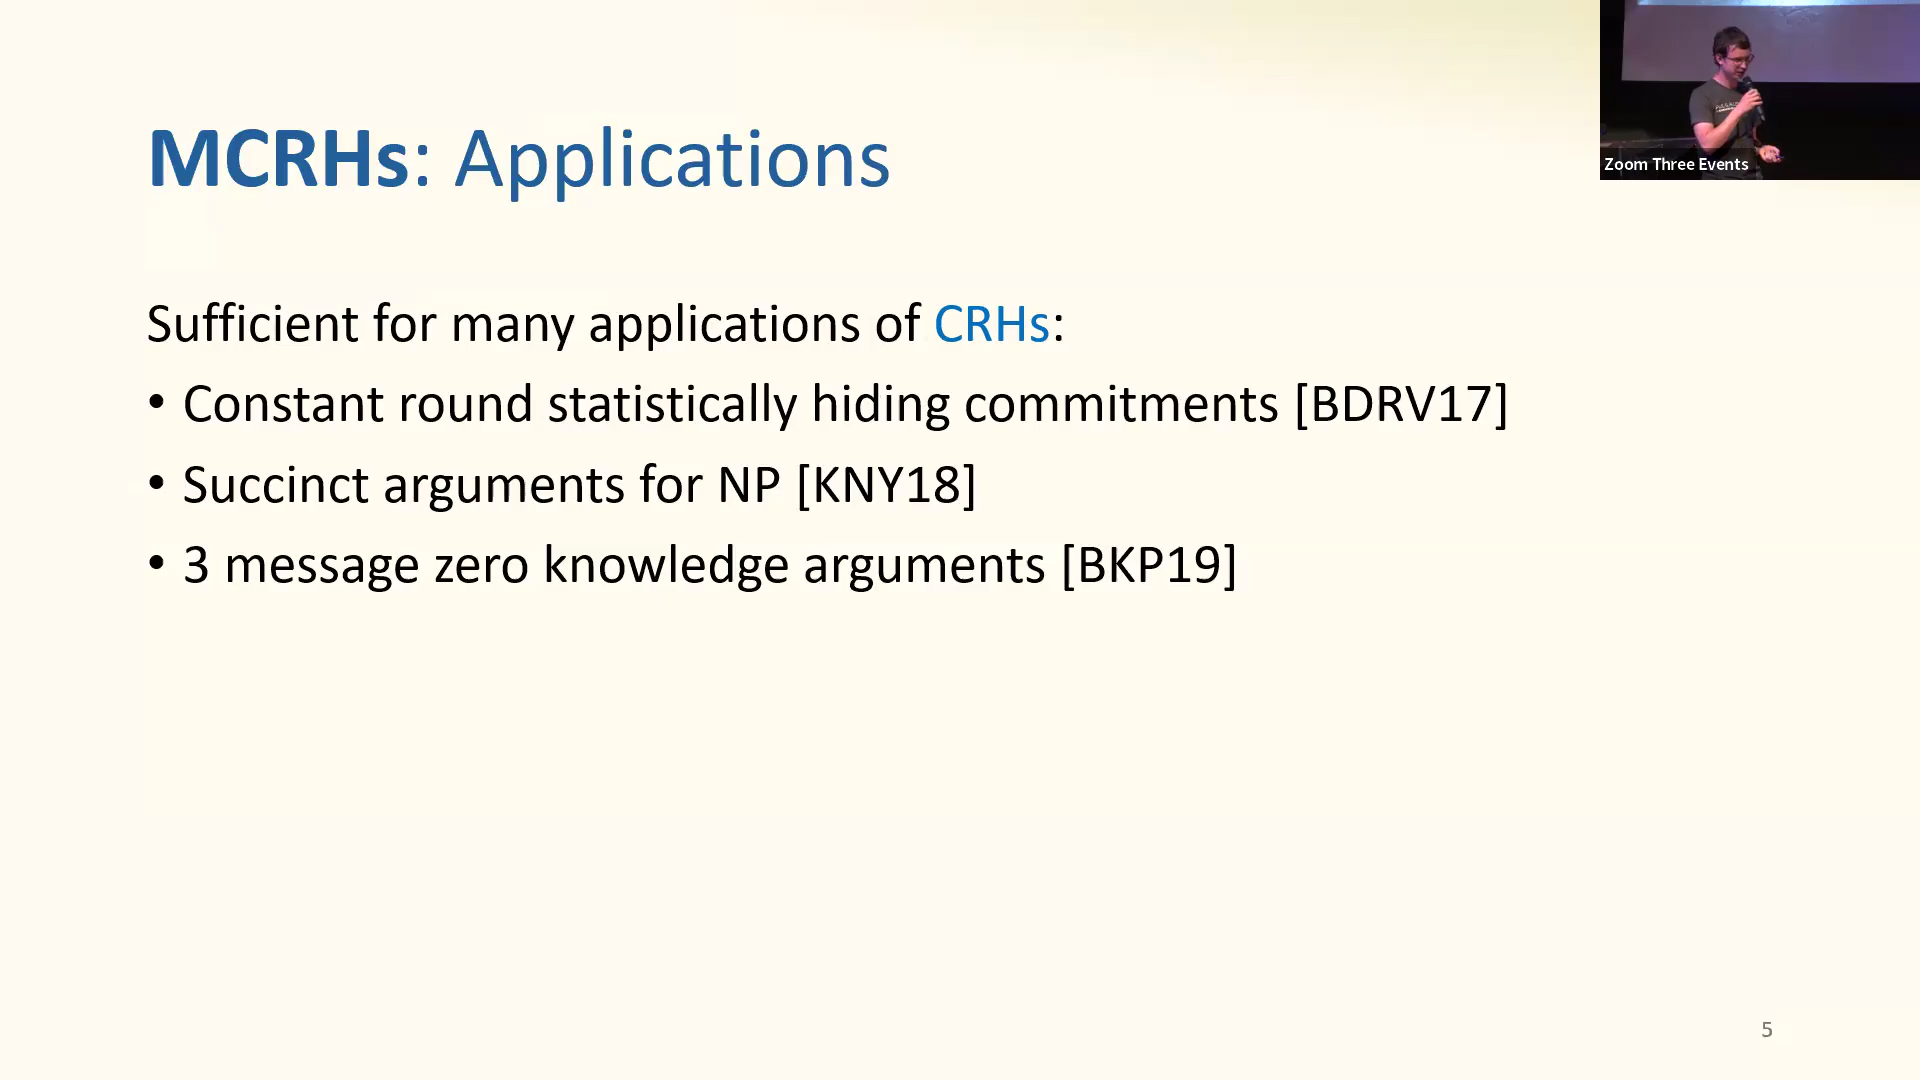 MCRHs: Applications
Zoom Three Events
Sufficient for many applications of CRHs:
• Constant round statistically hiding commitments [BDRV17]
• Succinct arguments for NP [KNY18]
• 3 message zero knowledge arguments [BKP19]
5